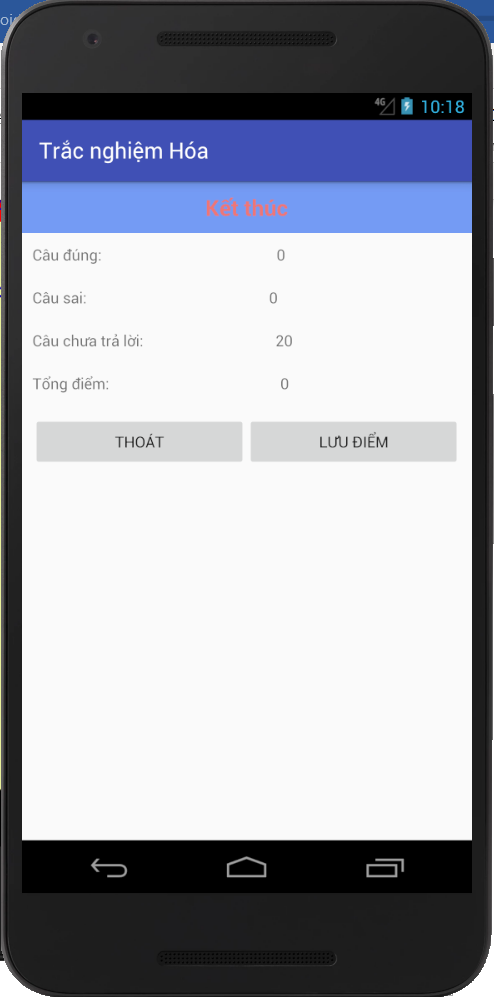 4G 10:18
Trắc nghiệm Hóa
Kết thúc
Câu đúng: 0
Câu sai: 0
Câu chưa trả lời: 20
Tổng điểm: 0
THOÁT LƯU ĐIỂM